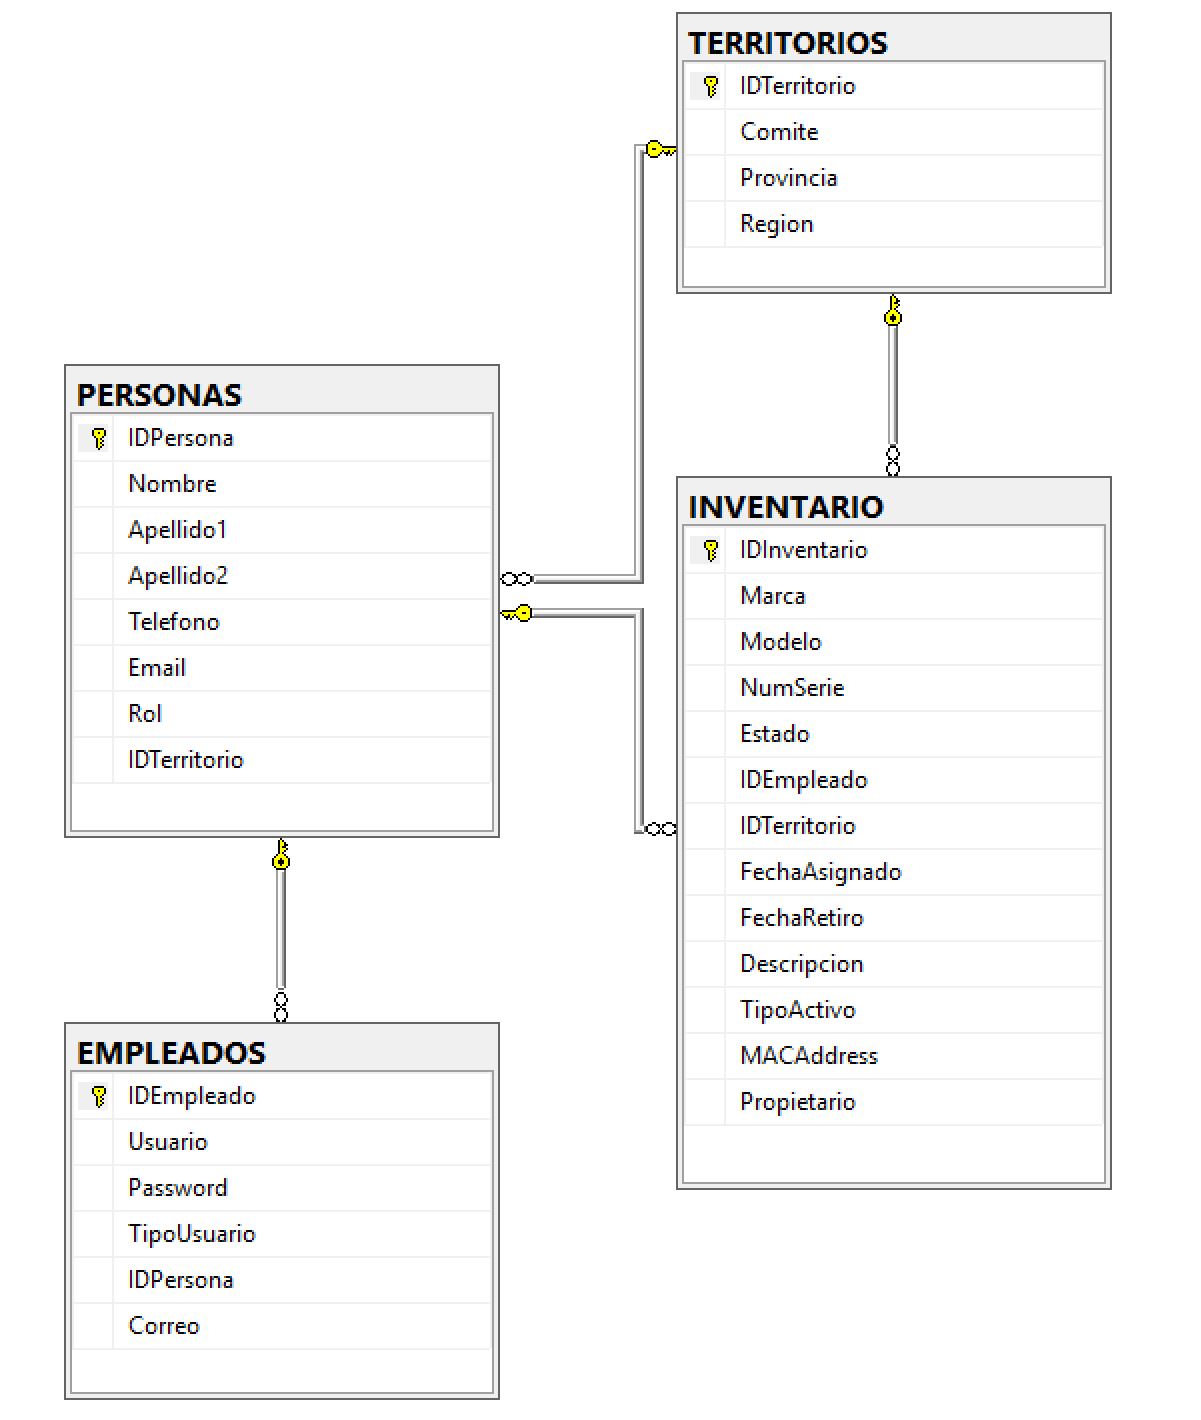 TERRITORIOS
IDTerritorio
Comite
Provincia
Region
PERSONAS
IDPersona
Nombre
Apellido1
Apellido2
Telefono
Email
Rol
IDTerritorio
INVENTARIO
IDInventario
Marca
Modelo
NumSerie
Estado
IDEmpleado
IDTerritorio
FechaAsignado
FechaRetiro
Descripcion
TipoActivo
MACAddress
Propietario
EMPLEADOS
IDEmpleado
Usuario
Password
TipoUsuario
IDPersona
Correo